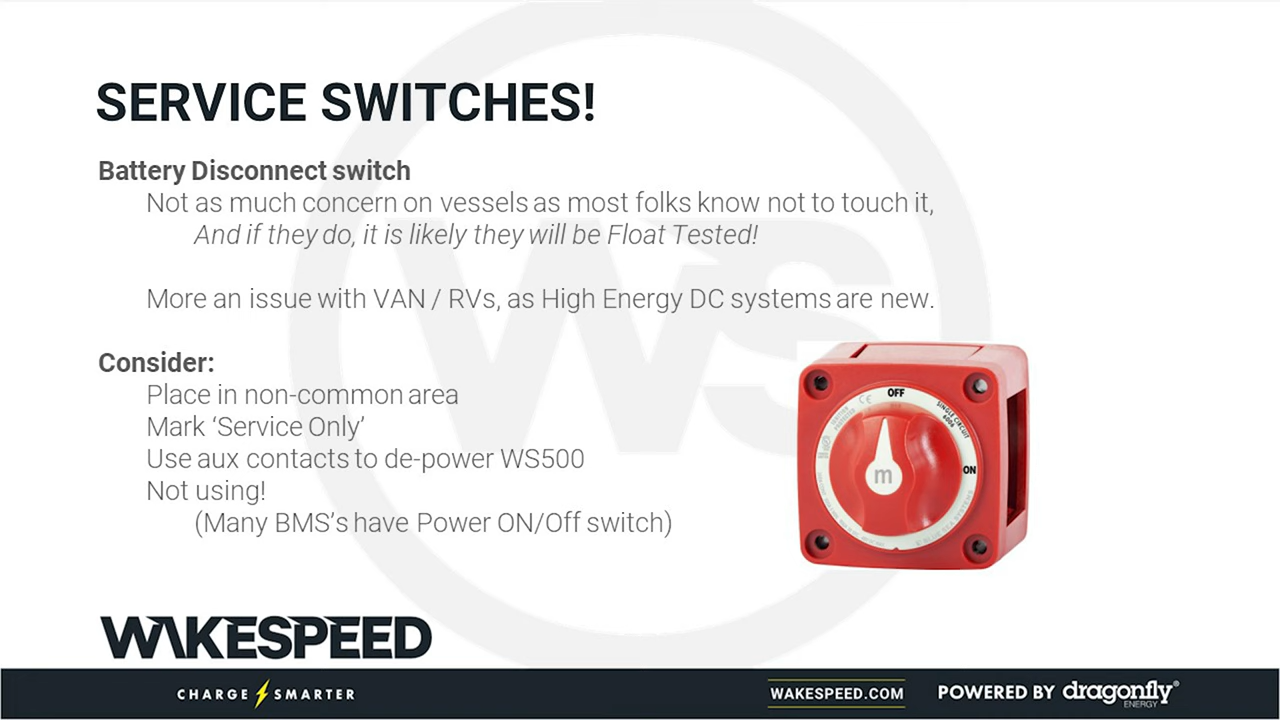 SERVICE SWITCHES!
Battery Disconnect switch
Not as much concern on vessels as most folks know not to touch it,
And if they do, it is likely they will be Float Tested!
More an issue with VAN / RVs, as High Energy DC systems are new.
Consider:
Place in non-common area
Mark ‘Service Only’
Use aux contacts to de-power WS500
Not using!
(Many BMS’s have Power ON/Off switch)
WS
OFF
CE
SINGLE CIRCUIT
ON
m
WAKESPEED
CHARGE SMARTER
WAKESPEED.COM
POWERED BY dragonfly®
ENERGY